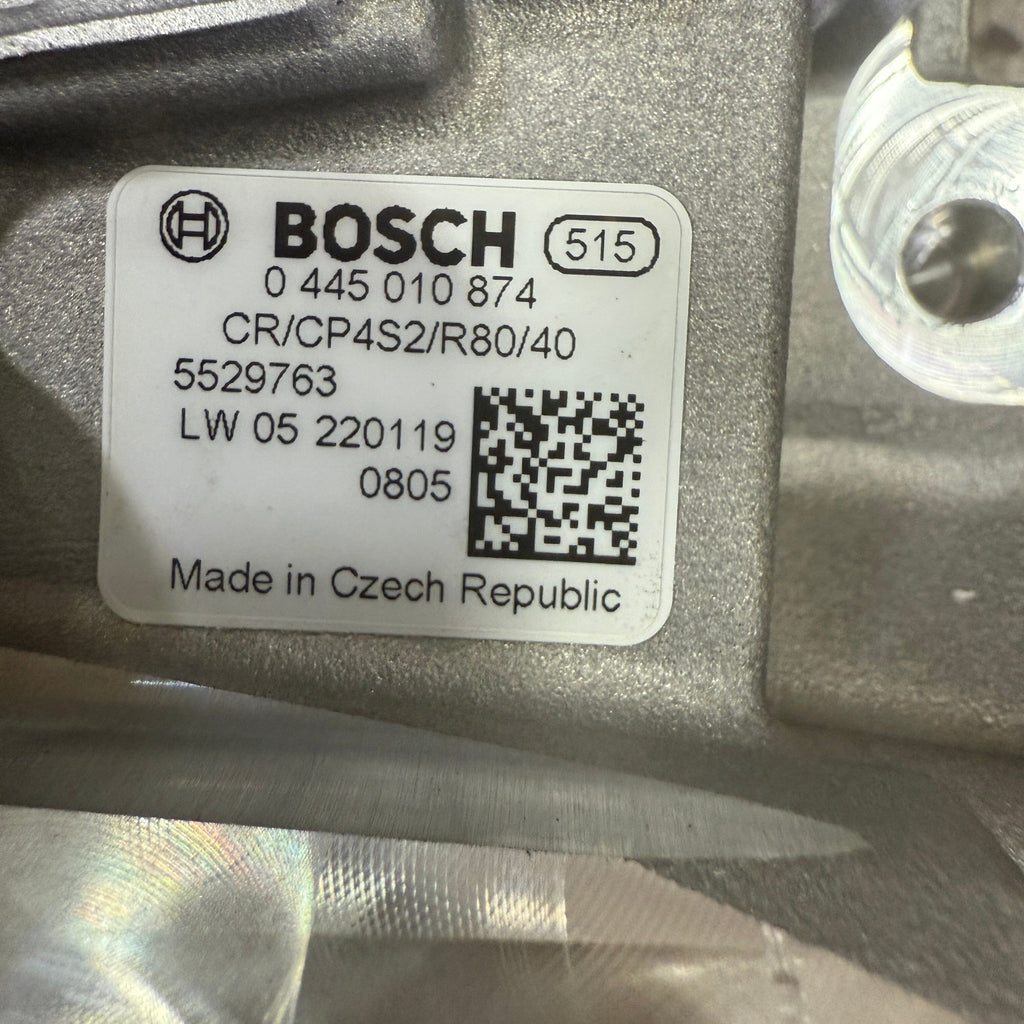 BOSCH 515
0 445 010 874
CR/CP4S2/R80/40
5529763
LW 05 220119
0805
Made in Czech Republic